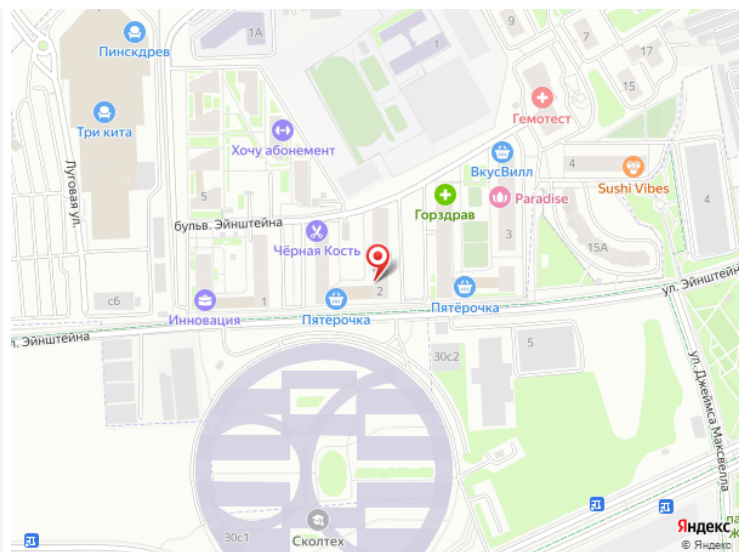 Пинскдрев
1А
9
17
1
15
Гемотест
Три кита
Хочу абонемент
ВкусВилл
4
Sushi Vibes
Луговая ул.
5
Горздрав
Paradise
4
бульв. Эйнштейна
3
Чёрная Кость
15А
ул. Эйнштейна
2
с6
Инновация
1
Пятёрочка
Пятёрочка
л. Эйнштейна
30с2
5
ул. Джеймса Максвелла
30с1
Сколтех
Яндекс
па
Ж
© Яндекс